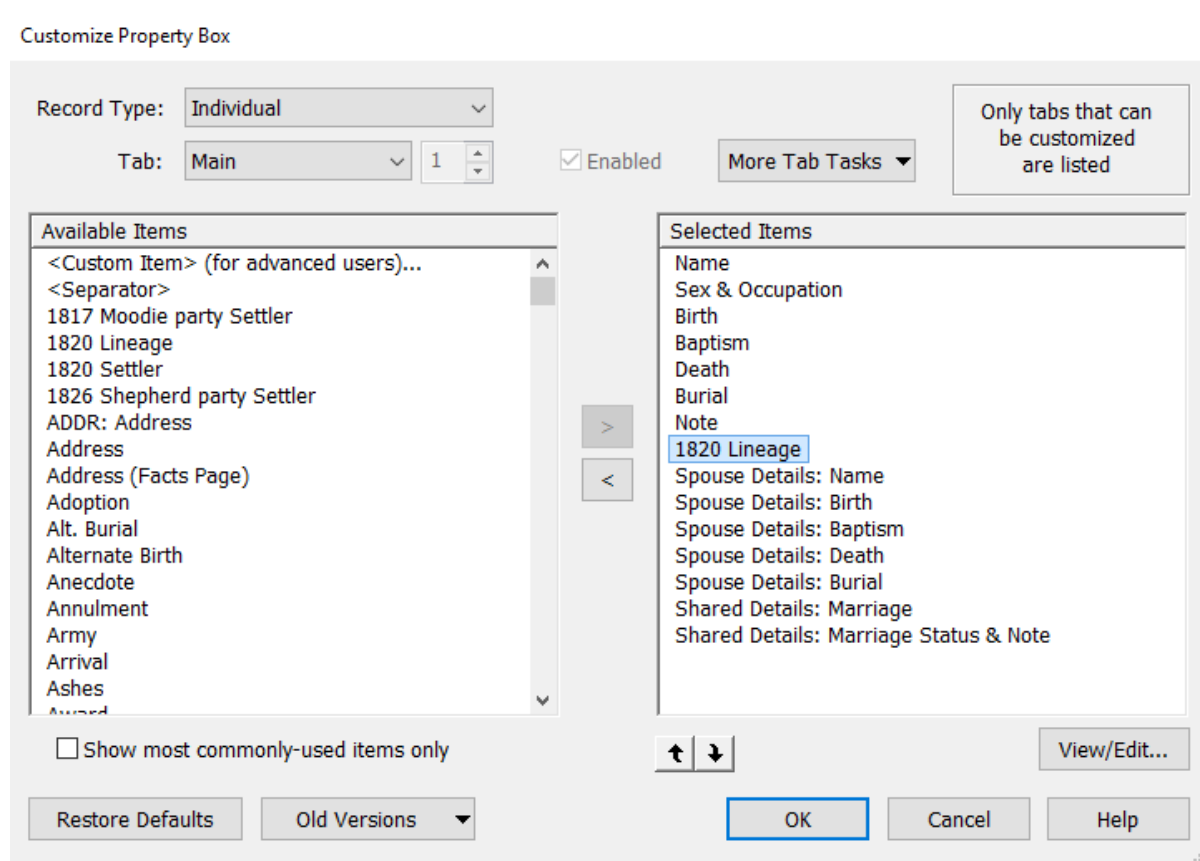 Customize Property Box
Record Type:
Individual
Only tabs that can
be customized
are listed
Tab:
Main
1
Enabled
More Tab Tasks
Available Items
<Custom Item> (for advanced users)...
<Separator>
1817 Moodie party Settler
1820 Lineage
1820 Settler
1826 Shepherd party Settler
ADDR: Address
Address
Address (Facts Page)
Adoption
Alt. Burial
Alternate Birth
Anecdote
Annulment
Army
Arrival
Ashes
Award
>
<
Selected Items
Name
Sex & Occupation
Birth
Baptism
Death
Burial
Note
1820 Lineage
Spouse Details: Name
Spouse Details: Birth
Spouse Details: Baptism
Spouse Details: Death
Spouse Details: Burial
Shared Details: Marriage
Shared Details: Marriage Status & Note
Show most commonly-used items only
View/Edit...
Restore Defaults
Old Versions
OK
Cancel
Help